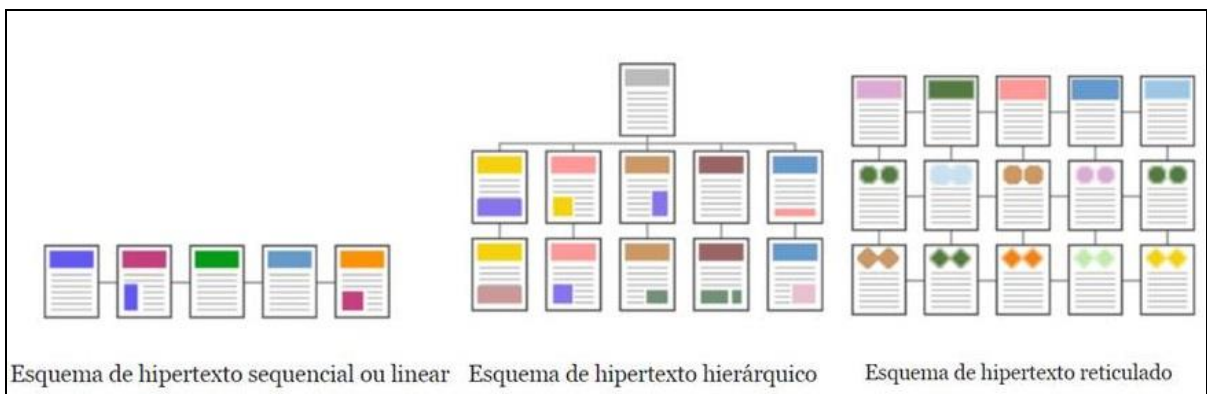 Esquema de hipertexto sequencial ou linear
Esquema de hipertexto hierárquico
Esquema de hipertexto reticulado